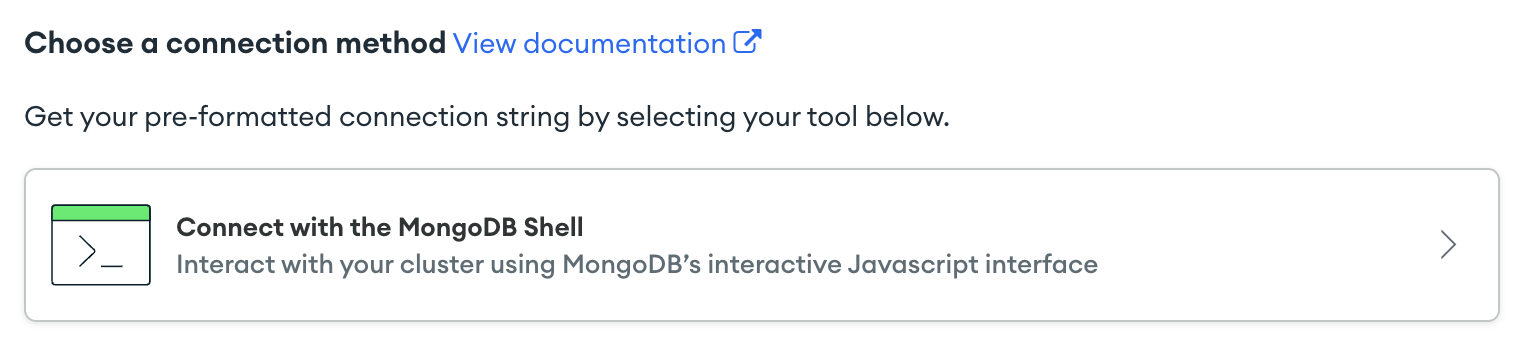 Choose a connection method View documentation
Get your pre-formatted connection string by selecting your tool below.
Connect with the MongoDB Shell
Interact with your cluster using MongoDB’s interactive Javascript interface